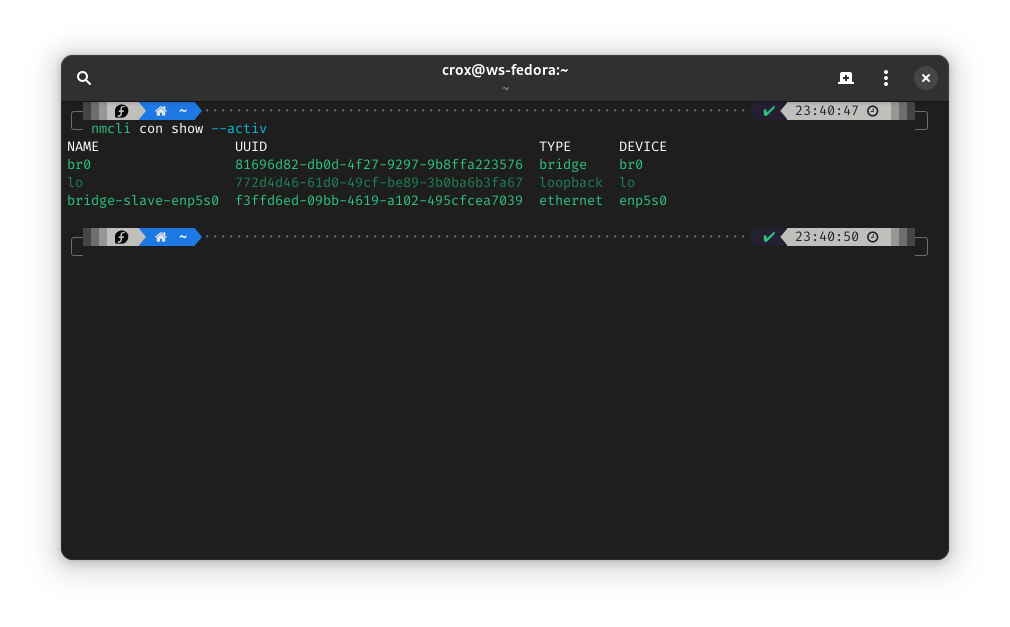 crox@ws-fedora:~
~
~ 23:40:47
nmcli con show --activ
NAME UUID TYPE DEVICE
br0 81696d82-db0d-4f27-9297-9b8ffa223576 bridge br0
lo 772d4d46-61d0-49cf-be89-3b0ba6b3fa67 loopback lo
bridge-slave-enp5s0 f3ffd6ed-09bb-4619-a102-495cfcea7039 ethernet enp5s0
~ 23:40:50